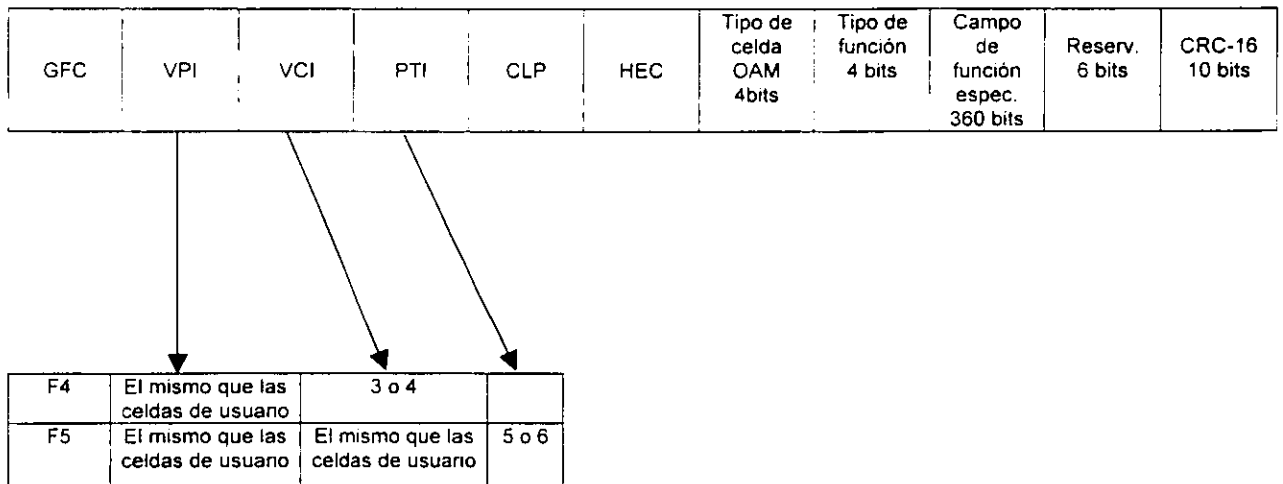 GFC
VPI
VCI
PTI
CLP
HEC
Tipo de
celda
OAM
4bits
Tipo de
función
4 bits
Campo
de
función
espec.
360 bits
Reserv.
6 bits
CRC-16
10 bits
F4
El mismo que las
celdas de usuario
3 o 4
F5
El mismo que las
celdas de usuario
El mismo que las
celdas de usuario
5 o 6